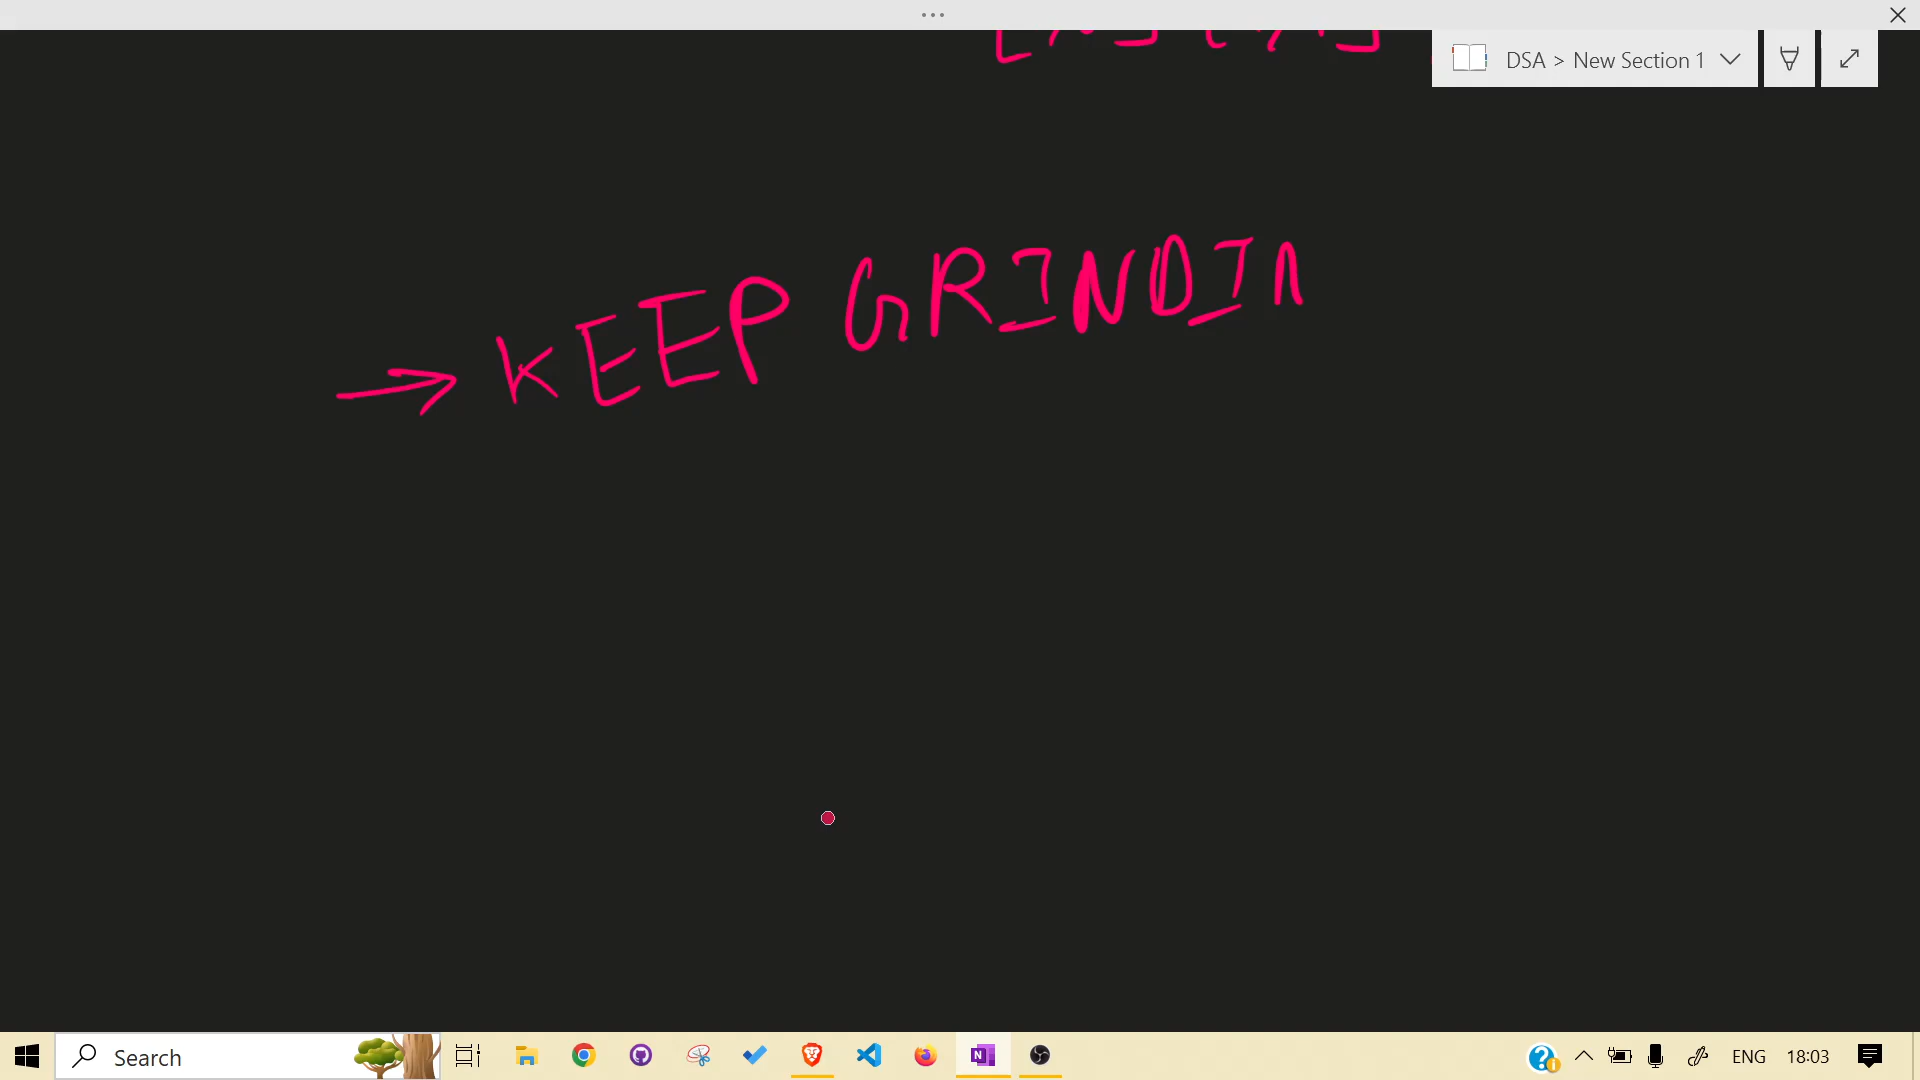 DSA > New Section 1
→ KEEP GRINDIN
Search
ENG 18:03